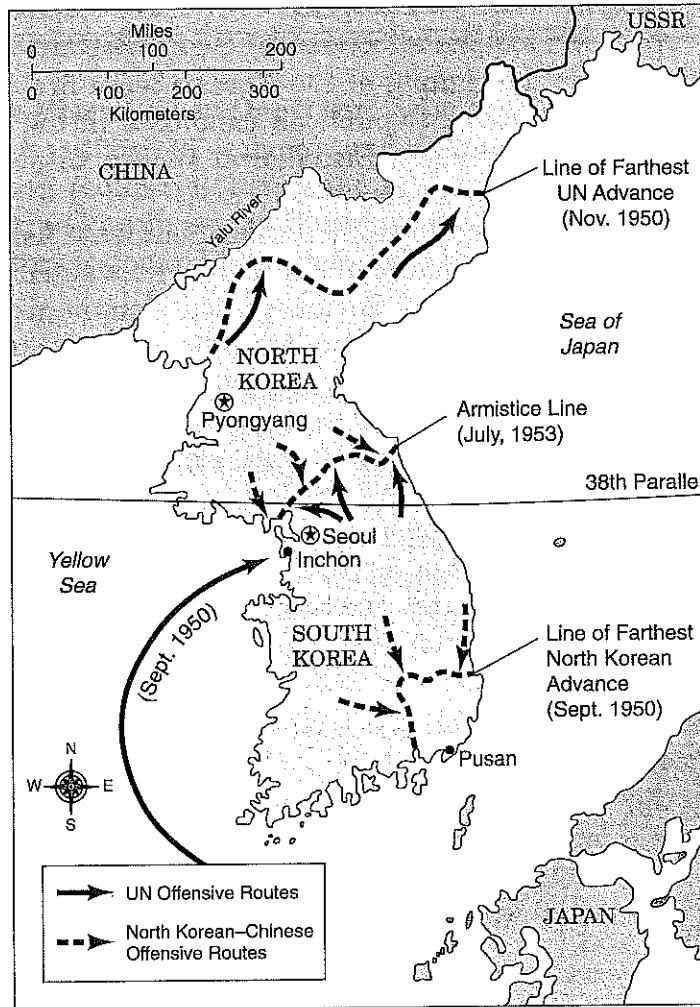 USSR
Miles
0 100 200
0 100 200 300
Kilometers
CHINA
Yalu River
Line of Farthest
UN Advance
(Nov. 1950)
Sea of
Japan
NORTH
KOREA
Pyongyang
Armistice Line
(July, 1953)
38th Paralle
Seoul
Inchon
Yellow
Sea
(Sept. 1950)
SOUTH
KOREA
Line of Farthest
North Korean
Advance
(Sept. 1950)
Pusan
N
W E
S
UN Offensive Routes
North Korean–Chinese
Offensive Routes
JAPAN